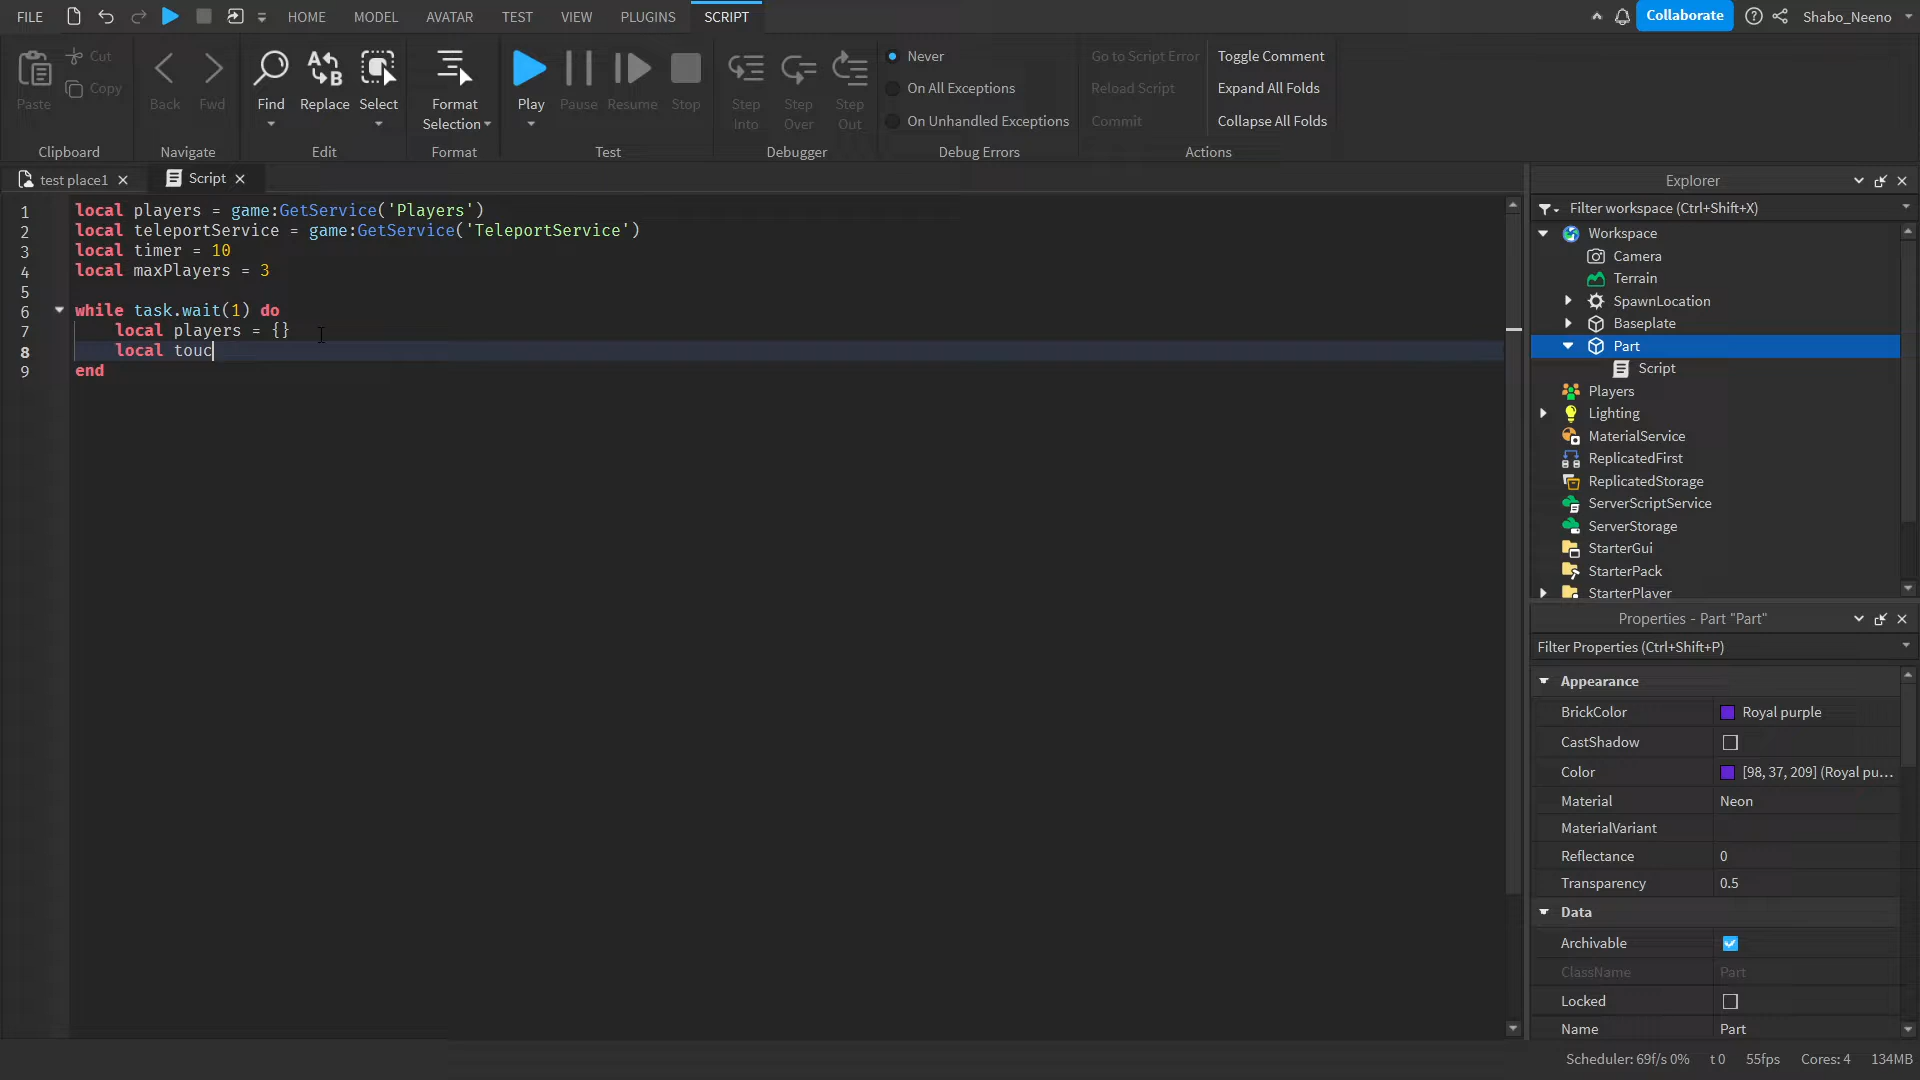 FILE HOME MODEL AVATAR TEST VIEW PLUGINS SCRIPT Collaborate Shabo_Neeno
Paste Cut Copy Back Fwd Find Replace Select Format Selection Play Pause Resume Stop Step Into Step Over Step Out
Never
On All Exceptions
On Unhandled Exceptions
Go to Script Error
Reload Script
Commit
Toggle Comment
Expand All Folds
Collapse All Folds
Clipboard Navigate Edit Format Test Debugger Debug Errors Actions
test place1 Script
1 local players = game:GetService('Players')
2 local teleportService = game:GetService('TeleportService')
3 local timer = 10
4 local maxPlayers = 3
5
6 while task.wait(1) do
7 local players = {}
8 local touc
9 end
Explorer
Filter workspace (Ctrl+Shift+X)
Workspace
Camera
Terrain
SpawnLocation
Baseplate
Part
Script
Players
Lighting
MaterialService
ReplicatedFirst
ReplicatedStorage
ServerScriptService
ServerStorage
StarterGui
StarterPack
StarterPlayer
Properties - Part "Part"
Filter Properties (Ctrl+Shift+P)
Appearance
BrickColor Royal purple
CastShadow
Color [98, 37, 209] (Royal pu...
Material Neon
MaterialVariant
Reflectance 0
Transparency 0.5
Data
Archivable
ClassName Part
Locked
Name Part
Scheduler: 69f/s 0% t 0 55fps Cores: 4 134MB